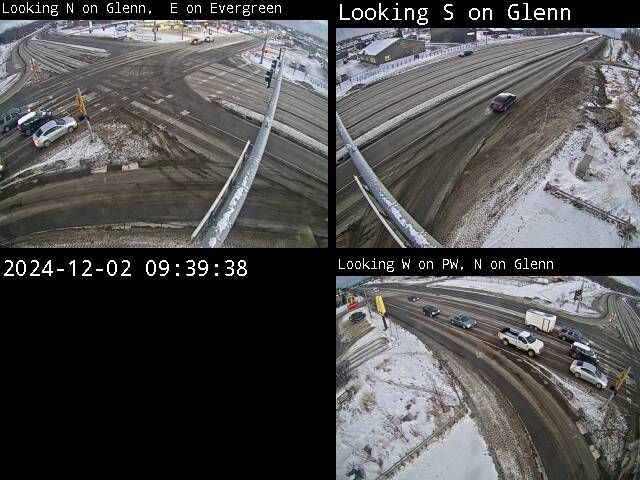 Looking N on Glenn, E on Evergreen
Looking S on Glenn
2024-12-02 09:39:38
Looking W on PW, N on Glenn